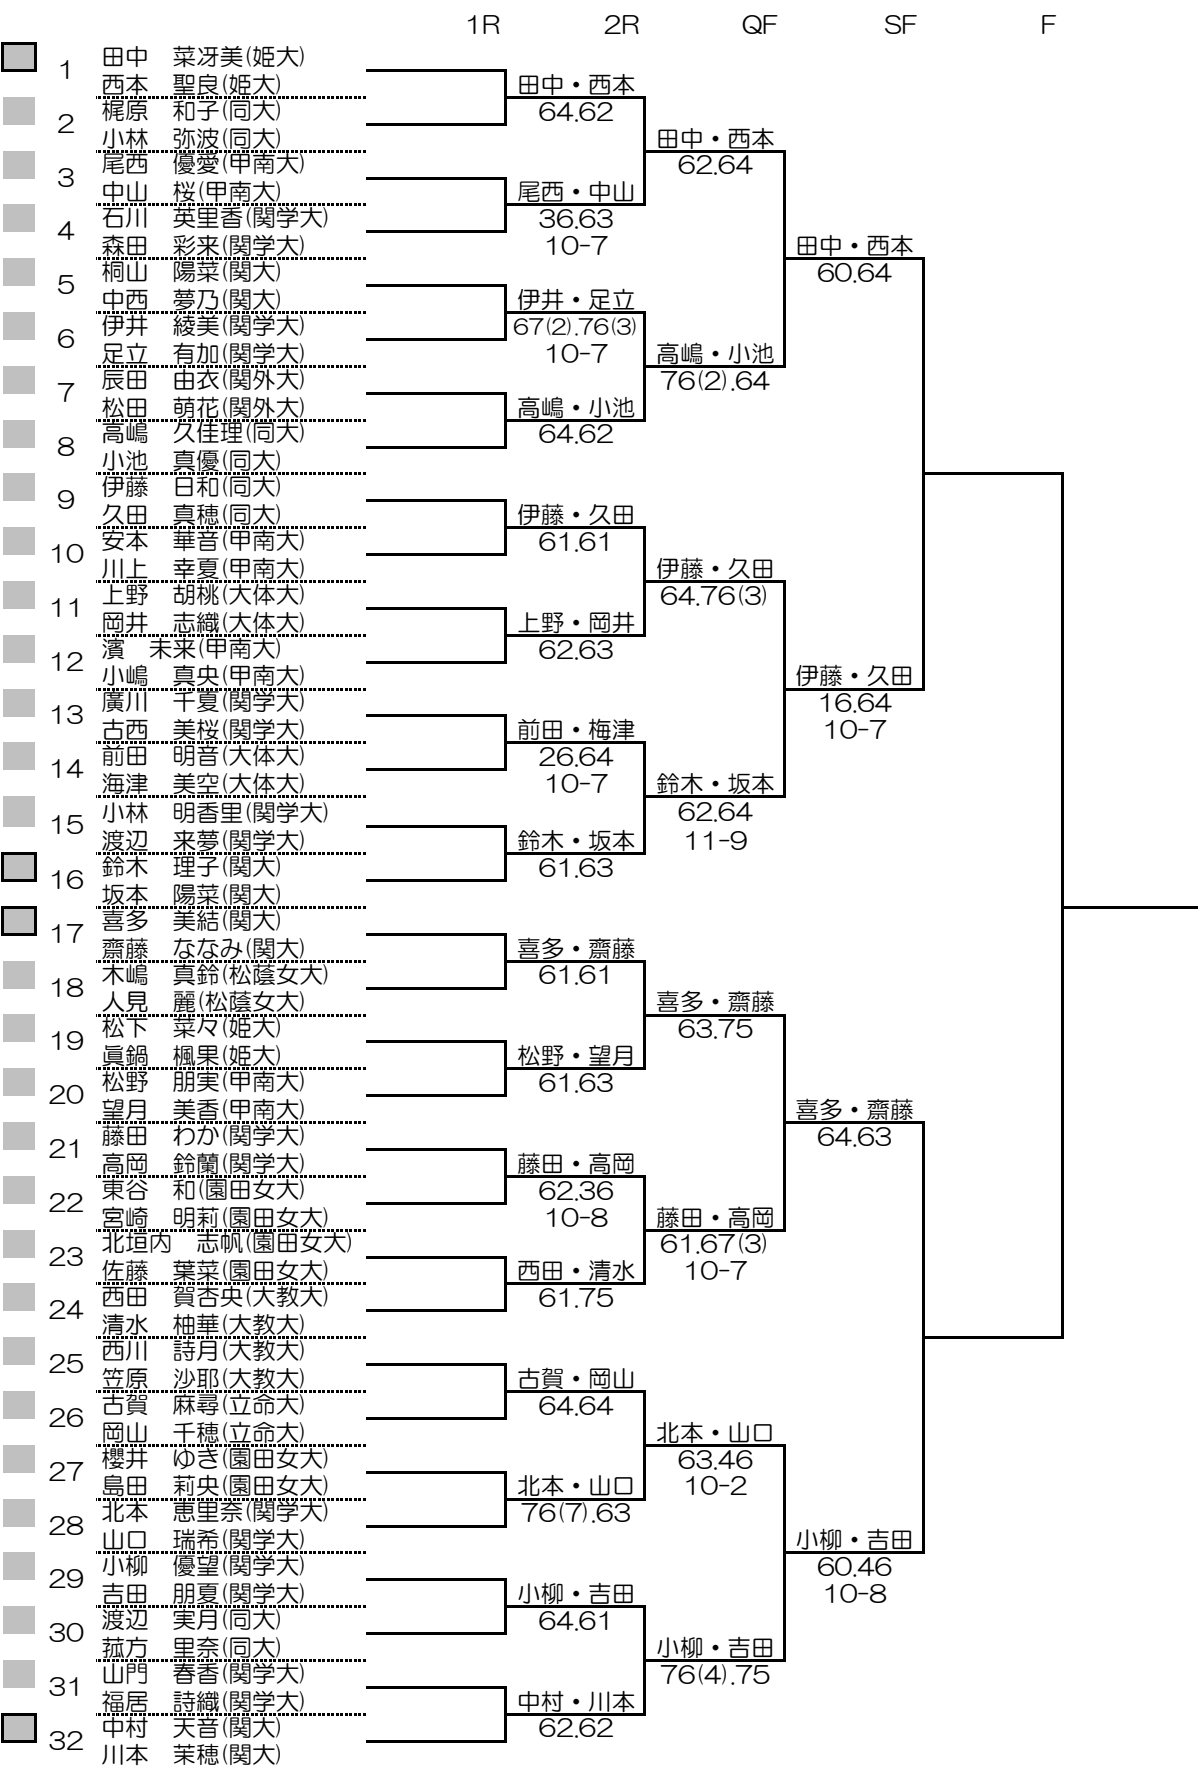 1R 2R QF SF F
1 田中 菜冴美(姫大)
西本 聖良(姫大)
2 梶原 和子(同大)
小林 弥波(同大)
3 尾西 優愛(甲南大)
中山 桜(甲南大)
4 石川 英里香(関学大)
森田 彩来(関学大)
5 桐山 陽菜(関大)
中西 夢乃(関大)
6 伊井 綾美(関学大)
足立 有加(関学大)
7 辰田 由衣(関外大)
松田 萌花(関外大)
8 高嶋 久佳理(同大)
小池 真優(同大)
9 伊藤 日和(同大)
久田 真穂(同大)
10 安本 華音(甲南大)
川上 幸夏(甲南大)
11 上野 胡桃(大体大)
岡井 志織(大体大)
12 濱 未来(甲南大)
小嶋 真央(甲南大)
13 廣川 千夏(関学大)
古西 美桜(関学大)
14 前田 明音(大体大)
海津 美空(大体大)
15 小林 明香里(関学大)
渡辺 来夢(関学大)
16 鈴木 理子(関大)
坂本 陽菜(関大)
17 喜多 美結(関大)
齋藤 ななみ(関大)
18 木嶋 真鈴(松蔭女大)
人見 麗(松蔭女大)
19 松下 菜々(姫大)
眞鍋 楓果(姫大)
20 松野 朋実(甲南大)
望月 美香(甲南大)
21 藤田 わか(関学大)
高岡 鈴蘭(関学大)
22 東谷 和(園田女大)
宮崎 明莉(園田女大)
23 北垣内 志帆(園田女大)
佐藤 葉菜(園田女大)
24 西田 賀杏央(大教大)
清水 柚華(大教大)
25 西川 詩月(大教大)
笠原 沙耶(大教大)
26 古賀 麻尋(立命大)
岡山 千穂(立命大)
27 櫻井 ゆき(園田女大)
島田 莉央(園田女大)
28 北本 恵里奈(関学大)
山口 瑞希(関学大)
29 小柳 優望(関学大)
吉田 朋夏(関学大)
30 渡辺 実月(同大)
菰方 里奈(同大)
31 山門 春香(関学大)
福居 詩織(関学大)
32 中村 天音(関大)
川本 茉穂(関大)
田中・西本
64.62
尾西・中山
36.63
10-7
伊井・足立
67(2).76(3)
10-7
高嶋・小池
64.62
伊藤・久田
61.61
上野・岡井
62.63
前田・梅津
26.64
10-7
鈴木・坂本
61.63
喜多・齋藤
61.61
松野・望月
61.63
藤田・高岡
62.36
10-8
西田・清水
61.75
古賀・岡山
64.64
北本・山口
76(7).63
小柳・吉田
64.61
中村・川本
62.62
田中・西本
62.64
高嶋・小池
76(2).64
伊藤・久田
64.76(3)
鈴木・坂本
62.64
11-9
喜多・齋藤
63.75
藤田・高岡
61.67(3)
10-7
北本・山口
63.46
10-2
小柳・吉田
76(4).75
田中・西本
60.64
伊藤・久田
16.64
10-7
喜多・齋藤
64.63
小柳・吉田
60.46
10-8